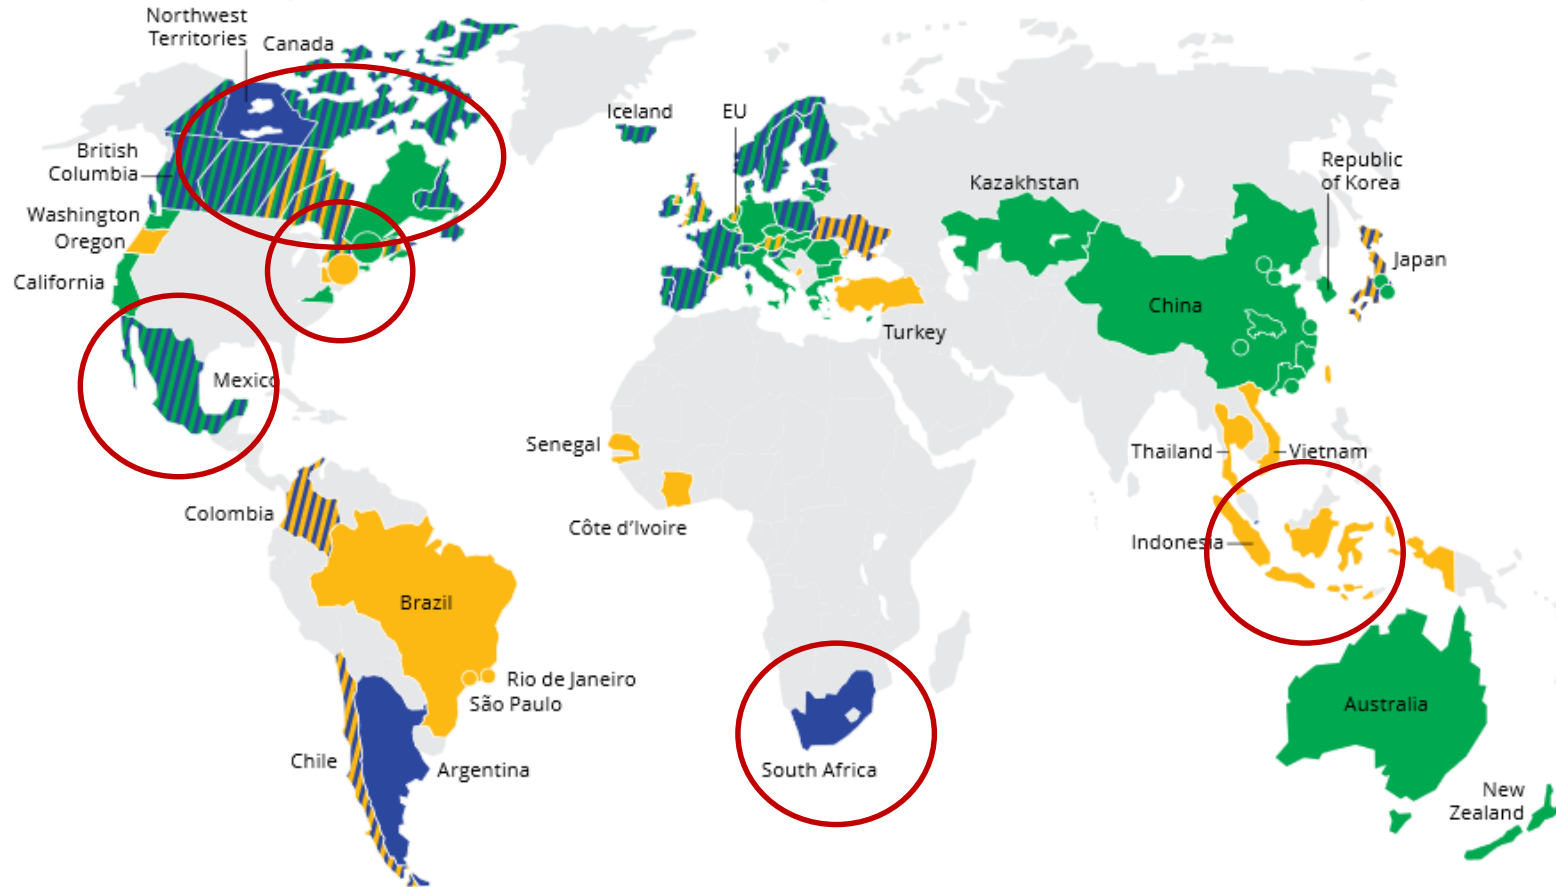 Northwest
Territories
Canada
British
Columbia
Washington
Oregon
California
Mexico
Iceland
EU
Kazakhstan
Republic
of Korea
Japan
China
Turkey
Senegal
Côte d’Ivoire
Thailand
Vietnam
Indonesia
Colombia
Brazil
Rio de Janeiro
São Paulo
Chile
Argentina
South Africa
Australia
New
Zealand